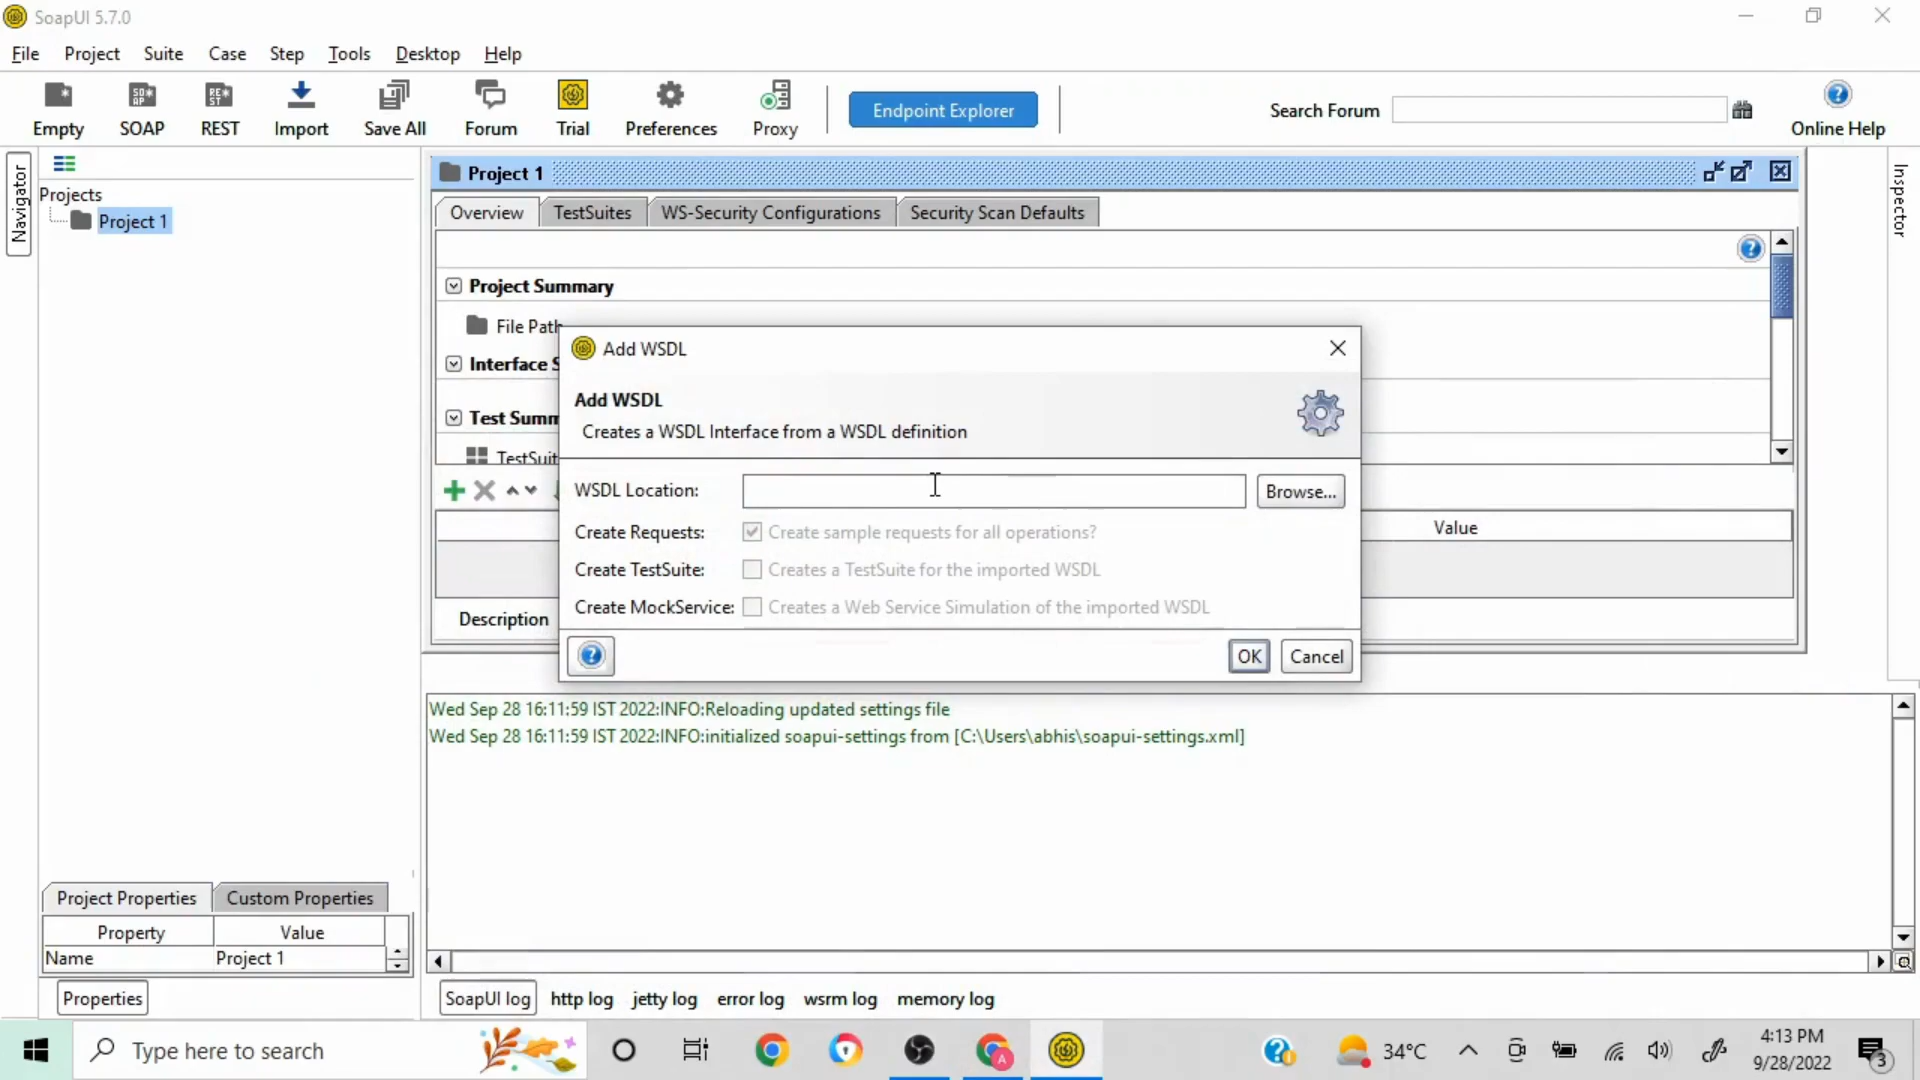 SoapUI 5.7.0
File Project Suite Case Step Tools Desktop Help
Empty SOAP REST Import Save All Forum Trial Preferences Proxy Endpoint Explorer Search Forum Online Help
Navigator
Projects
Project 1
Project 1
Overview TestSuites WS-Security Configurations Security Scan Defaults
Inspector
Project Summary
File Path
Interface S
Test Summ
TestSuit
Add WSDL
Add WSDL
Creates a WSDL Interface from a WSDL definition
WSDL Location: Browse...
Create Requests: Create sample requests for all operations?
Create TestSuite: Creates a TestSuite for the imported WSDL
Create MockService: Creates a Web Service Simulation of the imported WSDL
OK Cancel
Value
Description
Wed Sep 28 16:11:59 IST 2022:INFO:Reloading updated settings file
Wed Sep 28 16:11:59 IST 2022:INFO:initialized soapui-settings from [C:\Users\abhis\soapui-settings.xml]
Project Properties Custom Properties
Property Value
Name Project 1
Properties
SoapUI log http log jetty log error log wsrm log memory log
Type here to search
34°C
4:13 PM
9/28/2022
3